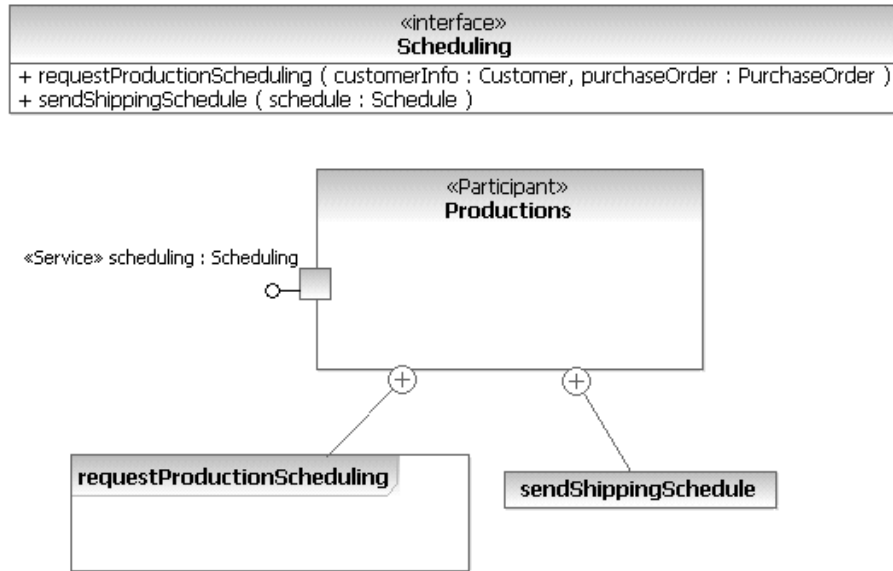 «interface»
Scheduling
+ requestProductionScheduling ( customerInfo : Customer, purchaseOrder : PurchaseOrder )
+ sendShippingSchedule ( schedule : Schedule )
«Participant»
Productions
«Service» scheduling : Scheduling
requestProductionScheduling
sendShippingSchedule